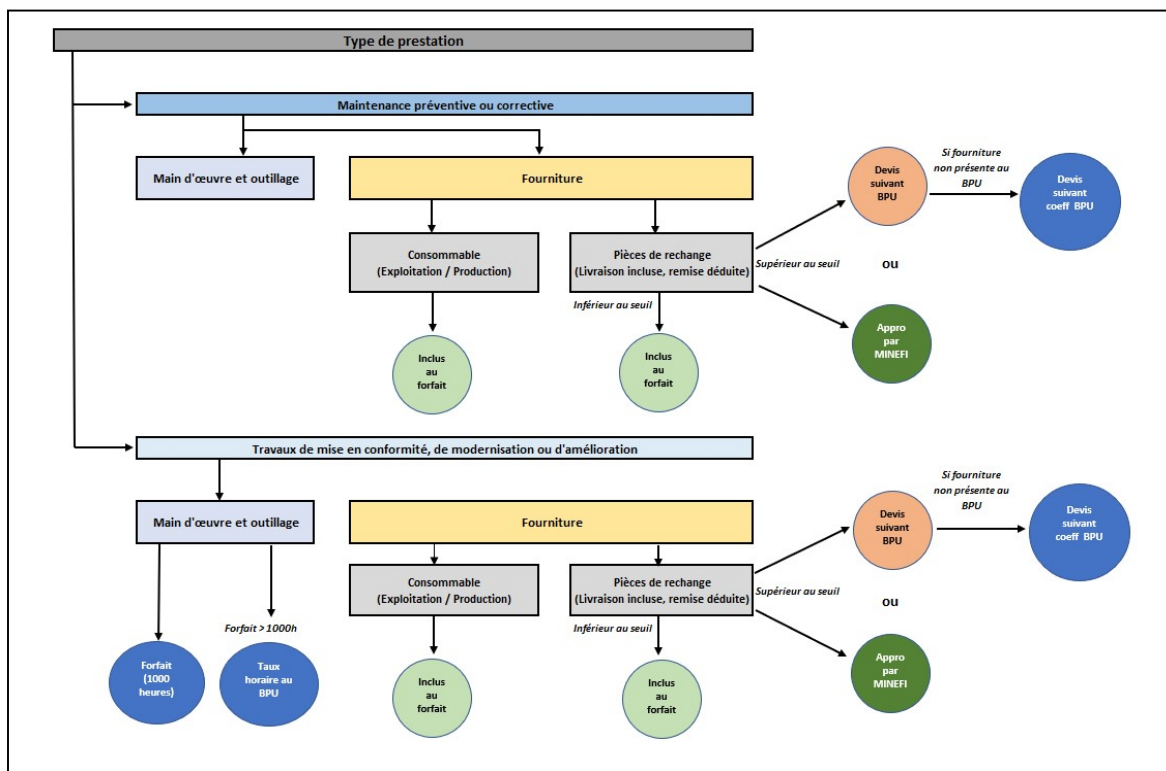 Type de prestation
Maintenance préventive ou corrective
Main d'œuvre et outillage
Fourniture
Devis
suivant
BPU
Si fourniture
non présente au
BPU
Devis
suivant
coeff BPU
Consommable
(Exploitation / Production)
Pièces de rechange
(Livraison incluse, remise déduite)
Supérieur au seuil
ou
Inférieur au seuil
Inclus
au
forfait
Inclus
au
forfait
Appro
par
MINEFI
Travaux de mise en conformité, de modernisation ou d'amélioration
Main d'œuvre et outillage
Fourniture
Devis
suivant
BPU
Si fourniture
non présente au
BPU
Devis
suivant
coeff BPU
Consommable
(Exploitation / Production)
Pièces de rechange
(Livraison incluse, remise déduite)
Supérieur au seuil
ou
Forfait > 1000h
Inférieur au seuil
Forfait
(1000
heures)
Taux
horaire au
BPU
Inclus
au
forfait
Inclus
au
forfait
Appro
par
MINEFI